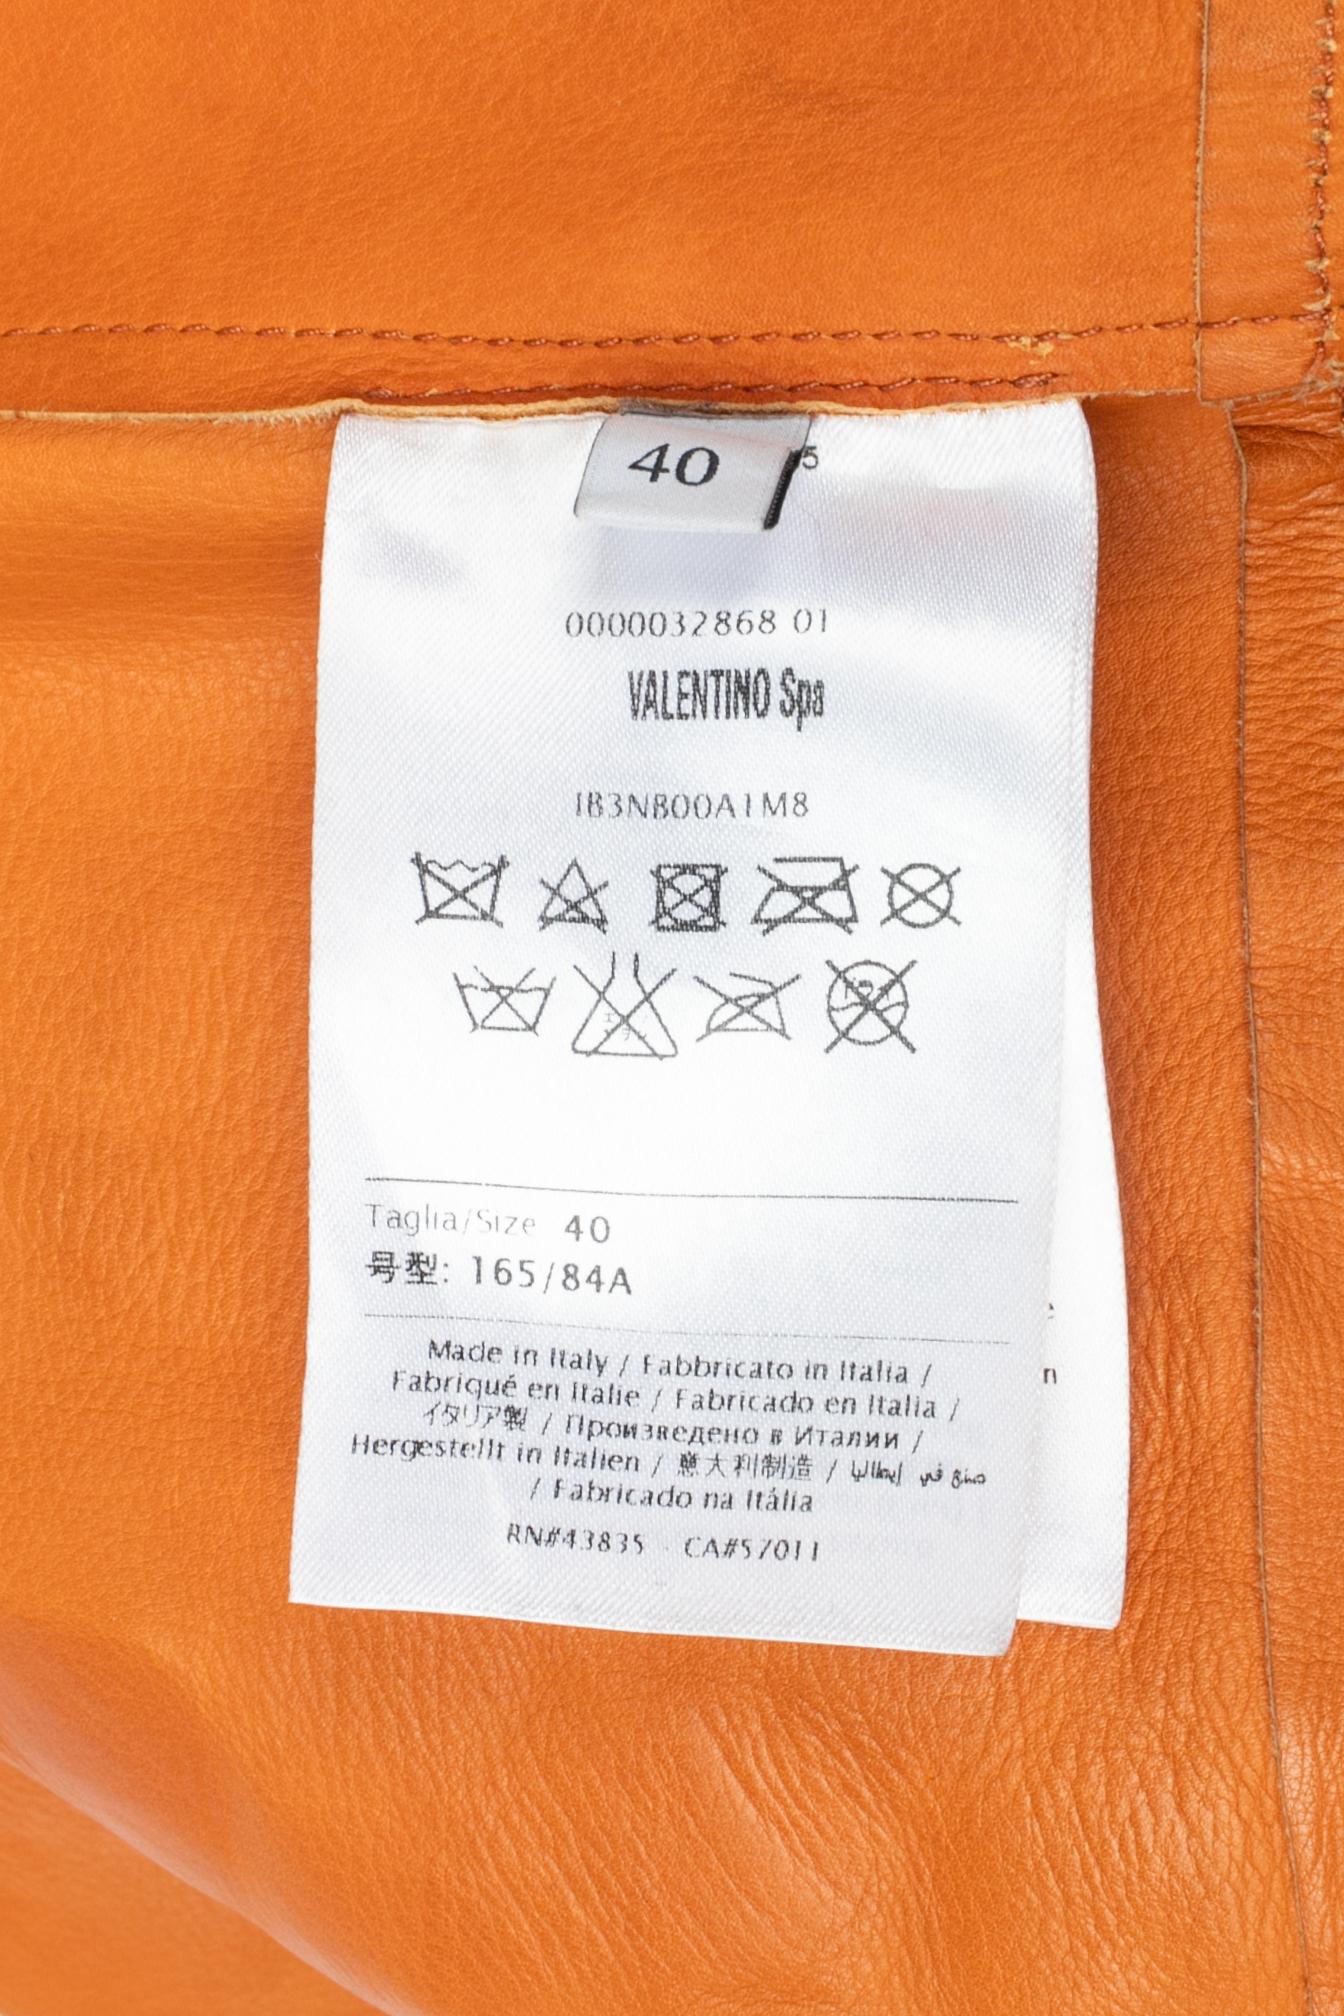 40
5
0000032868 01
VALENTINO Spa
IB3NB00A1M8
Taglia/Size 40
号型: 165/84A
Made in Italy / Fabbricato in Italia /
Fabriqué en Italie / Fabricado en Italia /
イタリア製 / Произведено в Италии /
Hergestellt in Italien / 意大利制造 / صنع في إيطاليا
/ Fabricado na Itália
RN#43835 - CA#57011